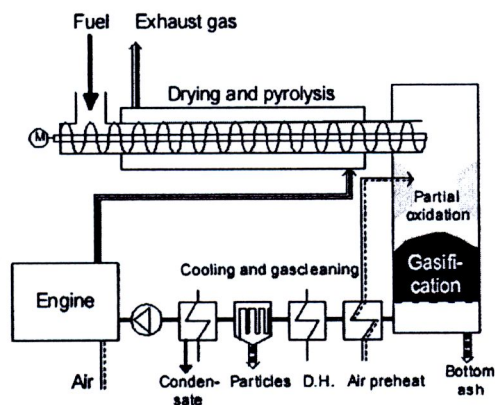 Fuel
Exhaust gas
Drying and pyrolysis
M
Partial
oxidation
Gasifi-
cation
Cooling and gascleaning
Engine
Air
Conden-
sate
Particles
D.H.
Air preheat
Bottom
ash